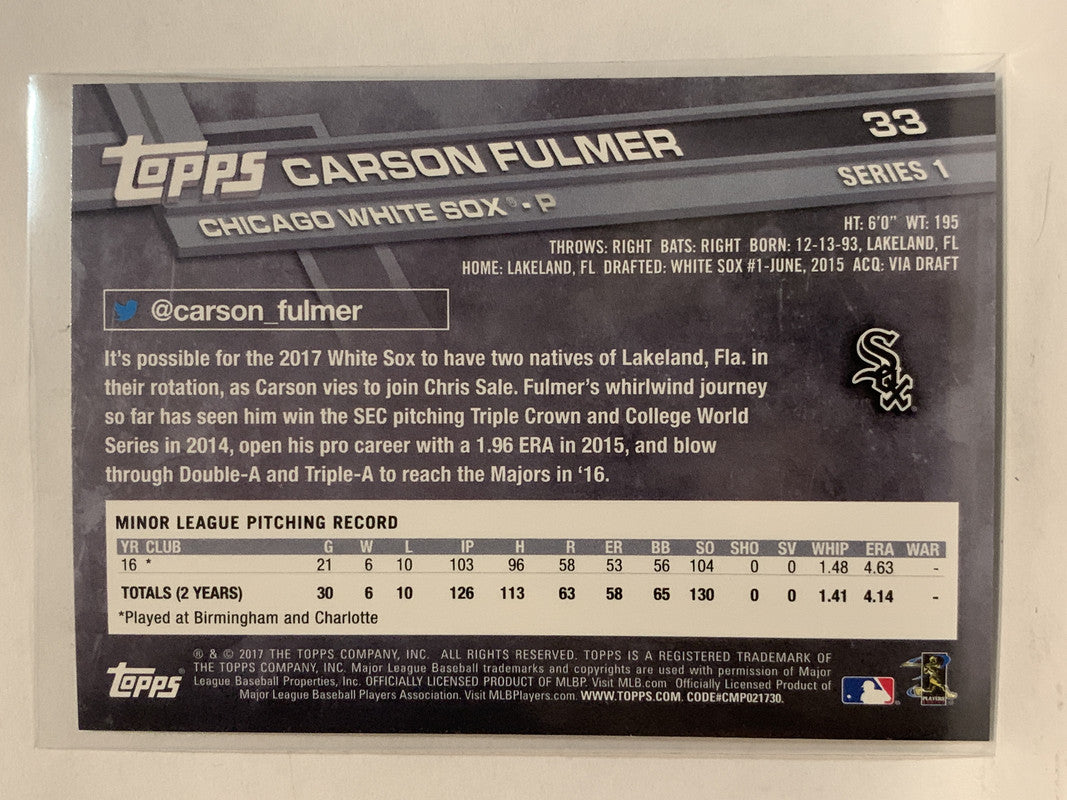 TOPPS CARSON FULMER 33
CHICAGO WHITE SOX® - P SERIES 1
HT: 6'0" WT: 195
THROWS: RIGHT BATS: RIGHT BORN: 12-13-93, LAKELAND, FL
HOME: LAKELAND, FL DRAFTED: WHITE SOX #1-JUNE, 2015 ACQ: VIA DRAFT
@carson_fulmer
It's possible for the 2017 White Sox to have two natives of Lakeland, Fla. in
their rotation, as Carson vies to join Chris Sale. Fulmer's whirlwind journey
so far has seen him win the SEC pitching Triple Crown and College World
Series in 2014, open his pro career with a 1.96 ERA in 2015, and blow
through Double-A and Triple-A to reach the Majors in '16.
Sox
MINOR LEAGUE PITCHING RECORD
YR CLUB G W L IP H R ER BB SO SHO SV WHIP ERA WAR
16 * 21 6 10 103 96 58 53 56 104 0 0 1.48 4.63 -
TOTALS (2 YEARS) 30 6 10 126 113 63 58 65 130 0 0 1.41 4.14 -
*Played at Birmingham and Charlotte
TOPPS®
® & © 2017 THE TOPPS COMPANY, INC. ALL RIGHTS RESERVED. TOPPS IS A REGISTERED TRADEMARK OF
THE TOPPS COMPANY, INC. Major League Baseball trademarks and copyrights are used with permission of Major
League Baseball Properties, Inc. OFFICIALLY LICENSED PRODUCT OF MLBP. Visit MLB.com Officially Licensed Product of
Major League Baseball Players Association. Visit MLBPlayers.com. WWW.TOPPS.COM. CODE#CMP021730.
PLAYERS